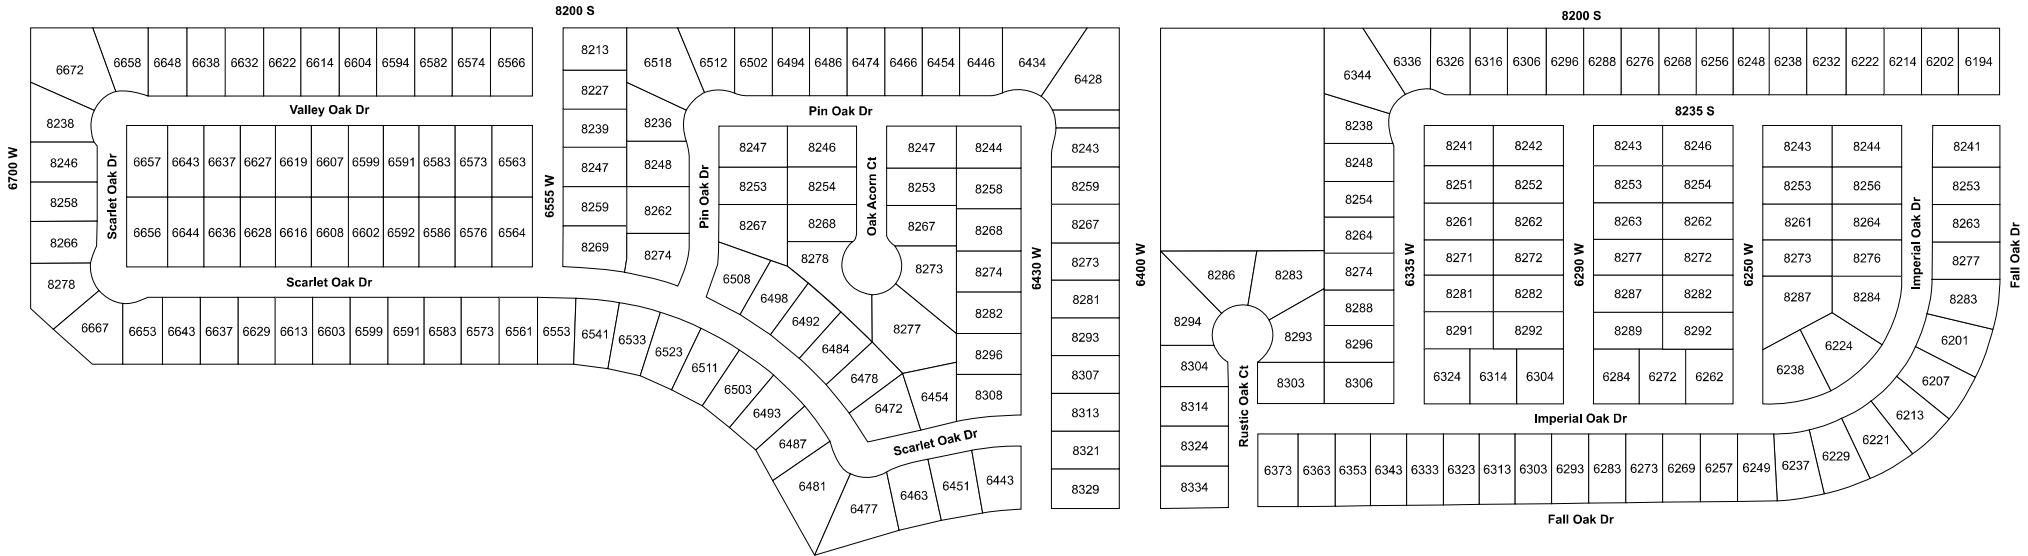 8200 S
8200 S
6672 6658 6648 6638 6632 6622 6614 6604 6594 6582 6574 6566
8213 6518 6512 6502 6494 6486 6474 6466 6454 6446 6434 6428
6344 6336 6326 6316 6306 6296 6288 6276 6268 6256 6248 6238 6232 6222 6214 6202 6194
Valley Oak Dr
8227
Pin Oak Dr
8235 S
8238
8239 8236
8238
6700 W
8246
8258
8266
8278
Scarlet Oak Dr
6657 6643 6637 6627 6619 6607 6599 6591 6583 6573 6563
6656 6644 6636 6628 6616 6608 6602 6592 6586 6576 6564
6555 W
8247 8248
8259 8262
8269 8274
Pin Oak Dr
8247 8246
8253 8254
8267 8268
8278
Oak Acorn Ct
8247 8244
8253 8258
8267 8268
8273 8274
8282
8277
8296
8308
6430 W
8243
8259
8267
8273
8281
8293
8307
8313
8321
8329
6400 W
8286 8283
8294 8293
8304 8303
8314
8324
8334
Rustic Oak Ct
8248
8254
8264
8274
8288
8296
8306
6335 W
8241 8242
8251 8252
8261 8262
8271 8272
8281 8282
8291 8292
6324 6314 6304
6290 W
8243 8246
8253 8254
8263 8262
8277 8272
8287 8282
8289 8292
6284 6272 6262
6250 W
8243 8244
8253 8256
8261 8264
8273 8276
8287 8284
6238 6224
Imperial Oak Dr
8241
8253
8263
8277
8283
6201
6207
6213
6221
6229
6237
Fall Oak Dr
Scarlet Oak Dr
6667 6653 6643 6637 6629 6613 6603 6599 6591 6583 6573 6561 6553 6541 6533 6523 6511 6503 6493 6487 6481 6477 6463 6451 6443
6508 6498 6492 6484 6478 6472 6454
Scarlet Oak Dr
Imperial Oak Dr
6373 6363 6353 6343 6333 6323 6313 6303 6293 6283 6273 6269 6257 6249
Fall Oak Dr